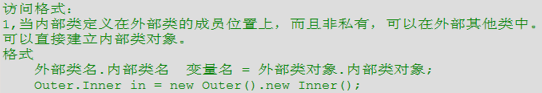 访问格式:
1,当内部类定义在外部类的成员位置上，而且非私有，可以在外部其他类中。
可以直接建立内部类对象。
格式
外部类名.内部类名 变量名 = 外部类对象.内部类对象;
Outer.Inner in = new Outer().new Inner();